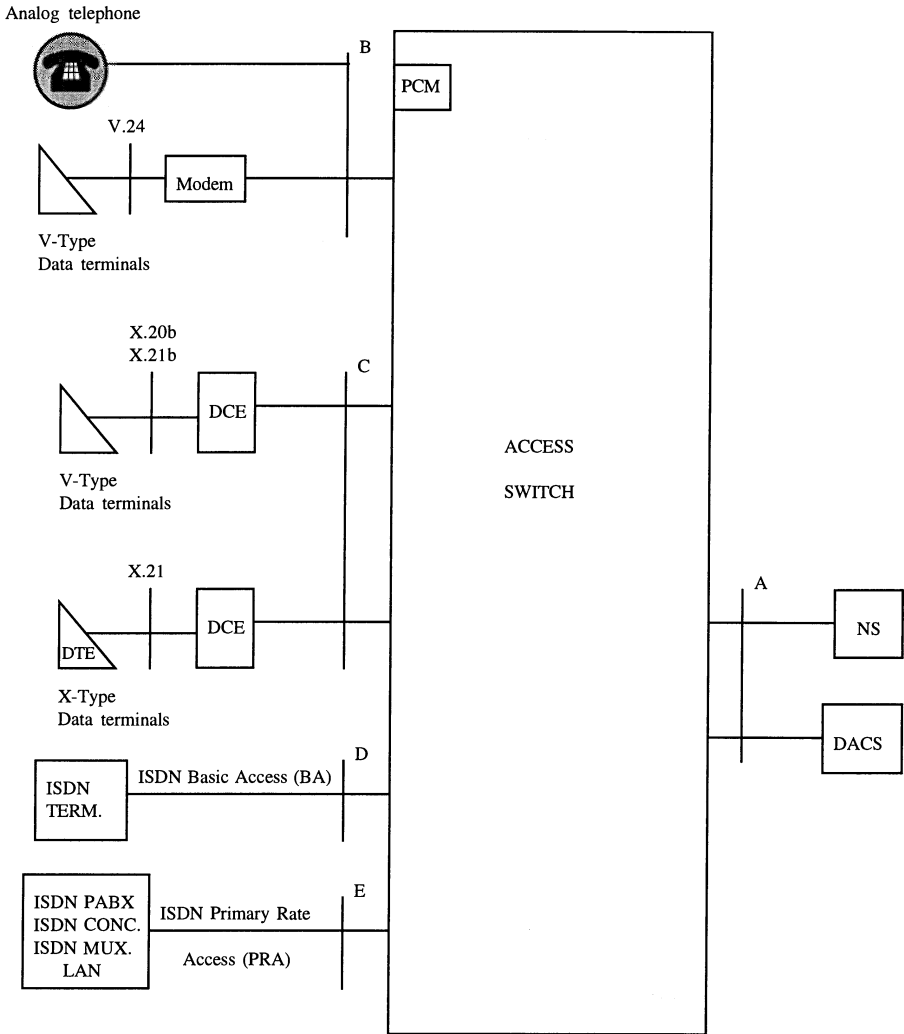 Analog telephone
B
PCM
V.24
Modem
V-Type
Data terminals
X.20b
X.21b
C
DCE
V-Type
Data terminals
ACCESS
SWITCH
X.21
DCE
DTE
X-Type
Data terminals
A
NS
DACS
D
ISDN
TERM.
ISDN Basic Access (BA)
E
ISDN PABX
ISDN CONC.
ISDN MUX.
LAN
ISDN Primary Rate
Access (PRA)